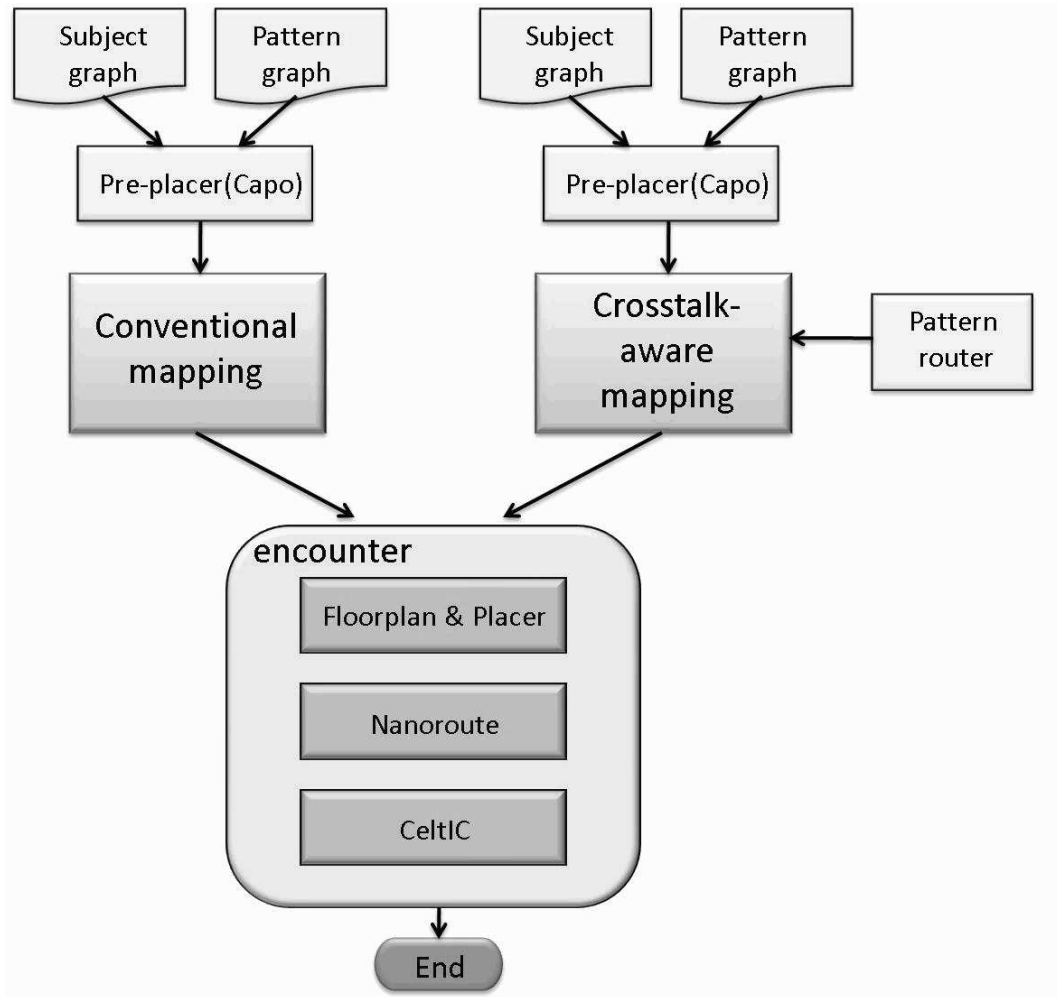 Subject
graph
Pattern
graph
Subject
graph
Pattern
graph
Pre-placer(Capo)
Pre-placer(Capo)
Conventional
mapping
Crosstalk-
aware
mapping
Pattern
router
encounter
Floorplan & Placer
Nanoroute
CeltIC
End